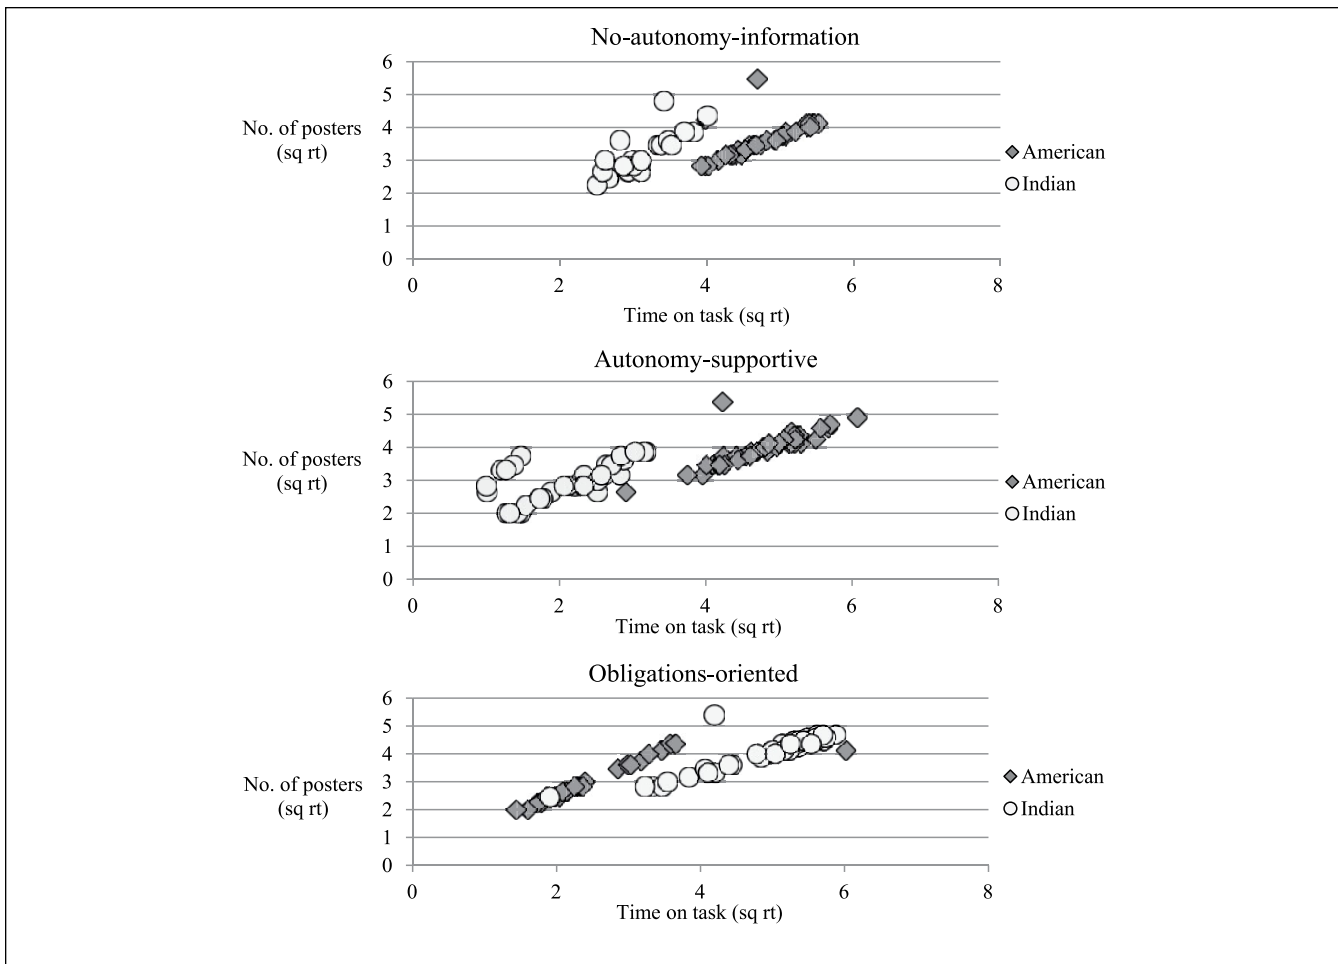 No-autonomy-information
6
5
4
3
2
1
0
No. of posters
(sq rt)
0 2 4 6 8
Time on task (sq rt)
American
Indian
Autonomy-supportive
6
5
4
3
2
1
0
No. of posters
(sq rt)
0 2 4 6 8
Time on task (sq rt)
American
Indian
Obligations-oriented
6
5
4
3
2
1
0
No. of posters
(sq rt)
0 2 4 6 8
Time on task (sq rt)
American
Indian